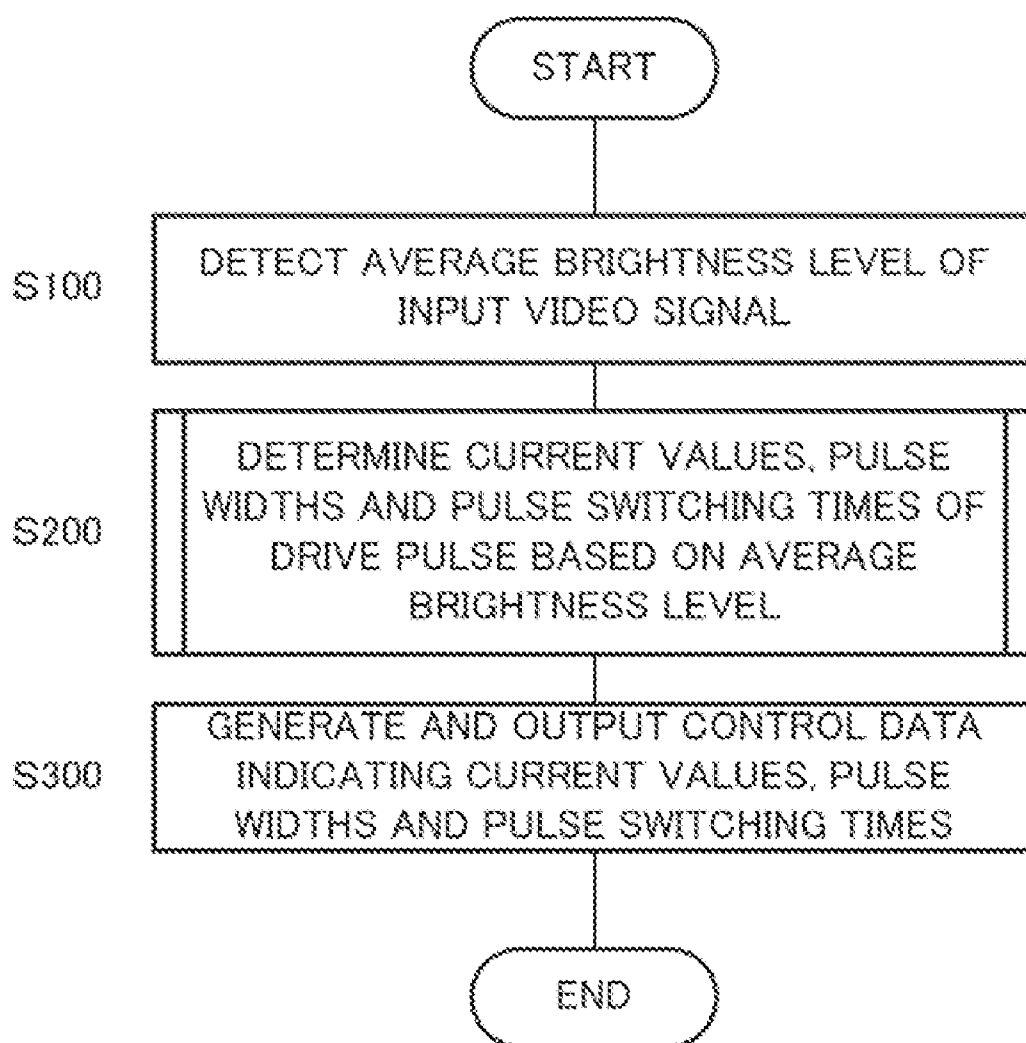 START
S100
DETECT AVERAGE BRIGHTNESS LEVEL OF
INPUT VIDEO SIGNAL
S200
DETERMINE CURRENT VALUES, PULSE
WIDTHS AND PULSE SWITCHING TIMES OF
DRIVE PULSE BASED ON AVERAGE
BRIGHTNESS LEVEL
S300
GENERATE AND OUTPUT CONTROL DATA
INDICATING CURRENT VALUES, PULSE
WIDTHS AND PULSE SWITCHING TIMES
END